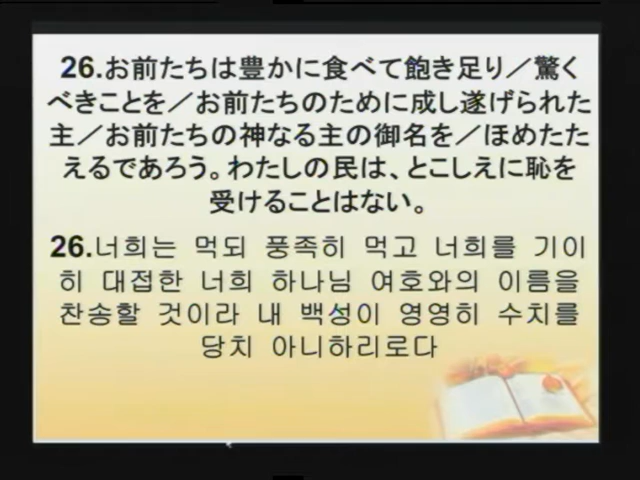 26.お前たちは豊かに食べて飽き足り／驚く
べきことを／お前たちのために成し遂げられた
主／お前たちの神なる主の御名を／ほめたた
えるであろう。わたしの民は、とこしえに恥を
受けることはない。
26.너희는 먹되 풍족히 먹고 너희를 기이
히 대접한 너희 하나님 여호와의 이름을
찬송할 것이라 내 백성이 영영히 수치를
당치 아니하리로다